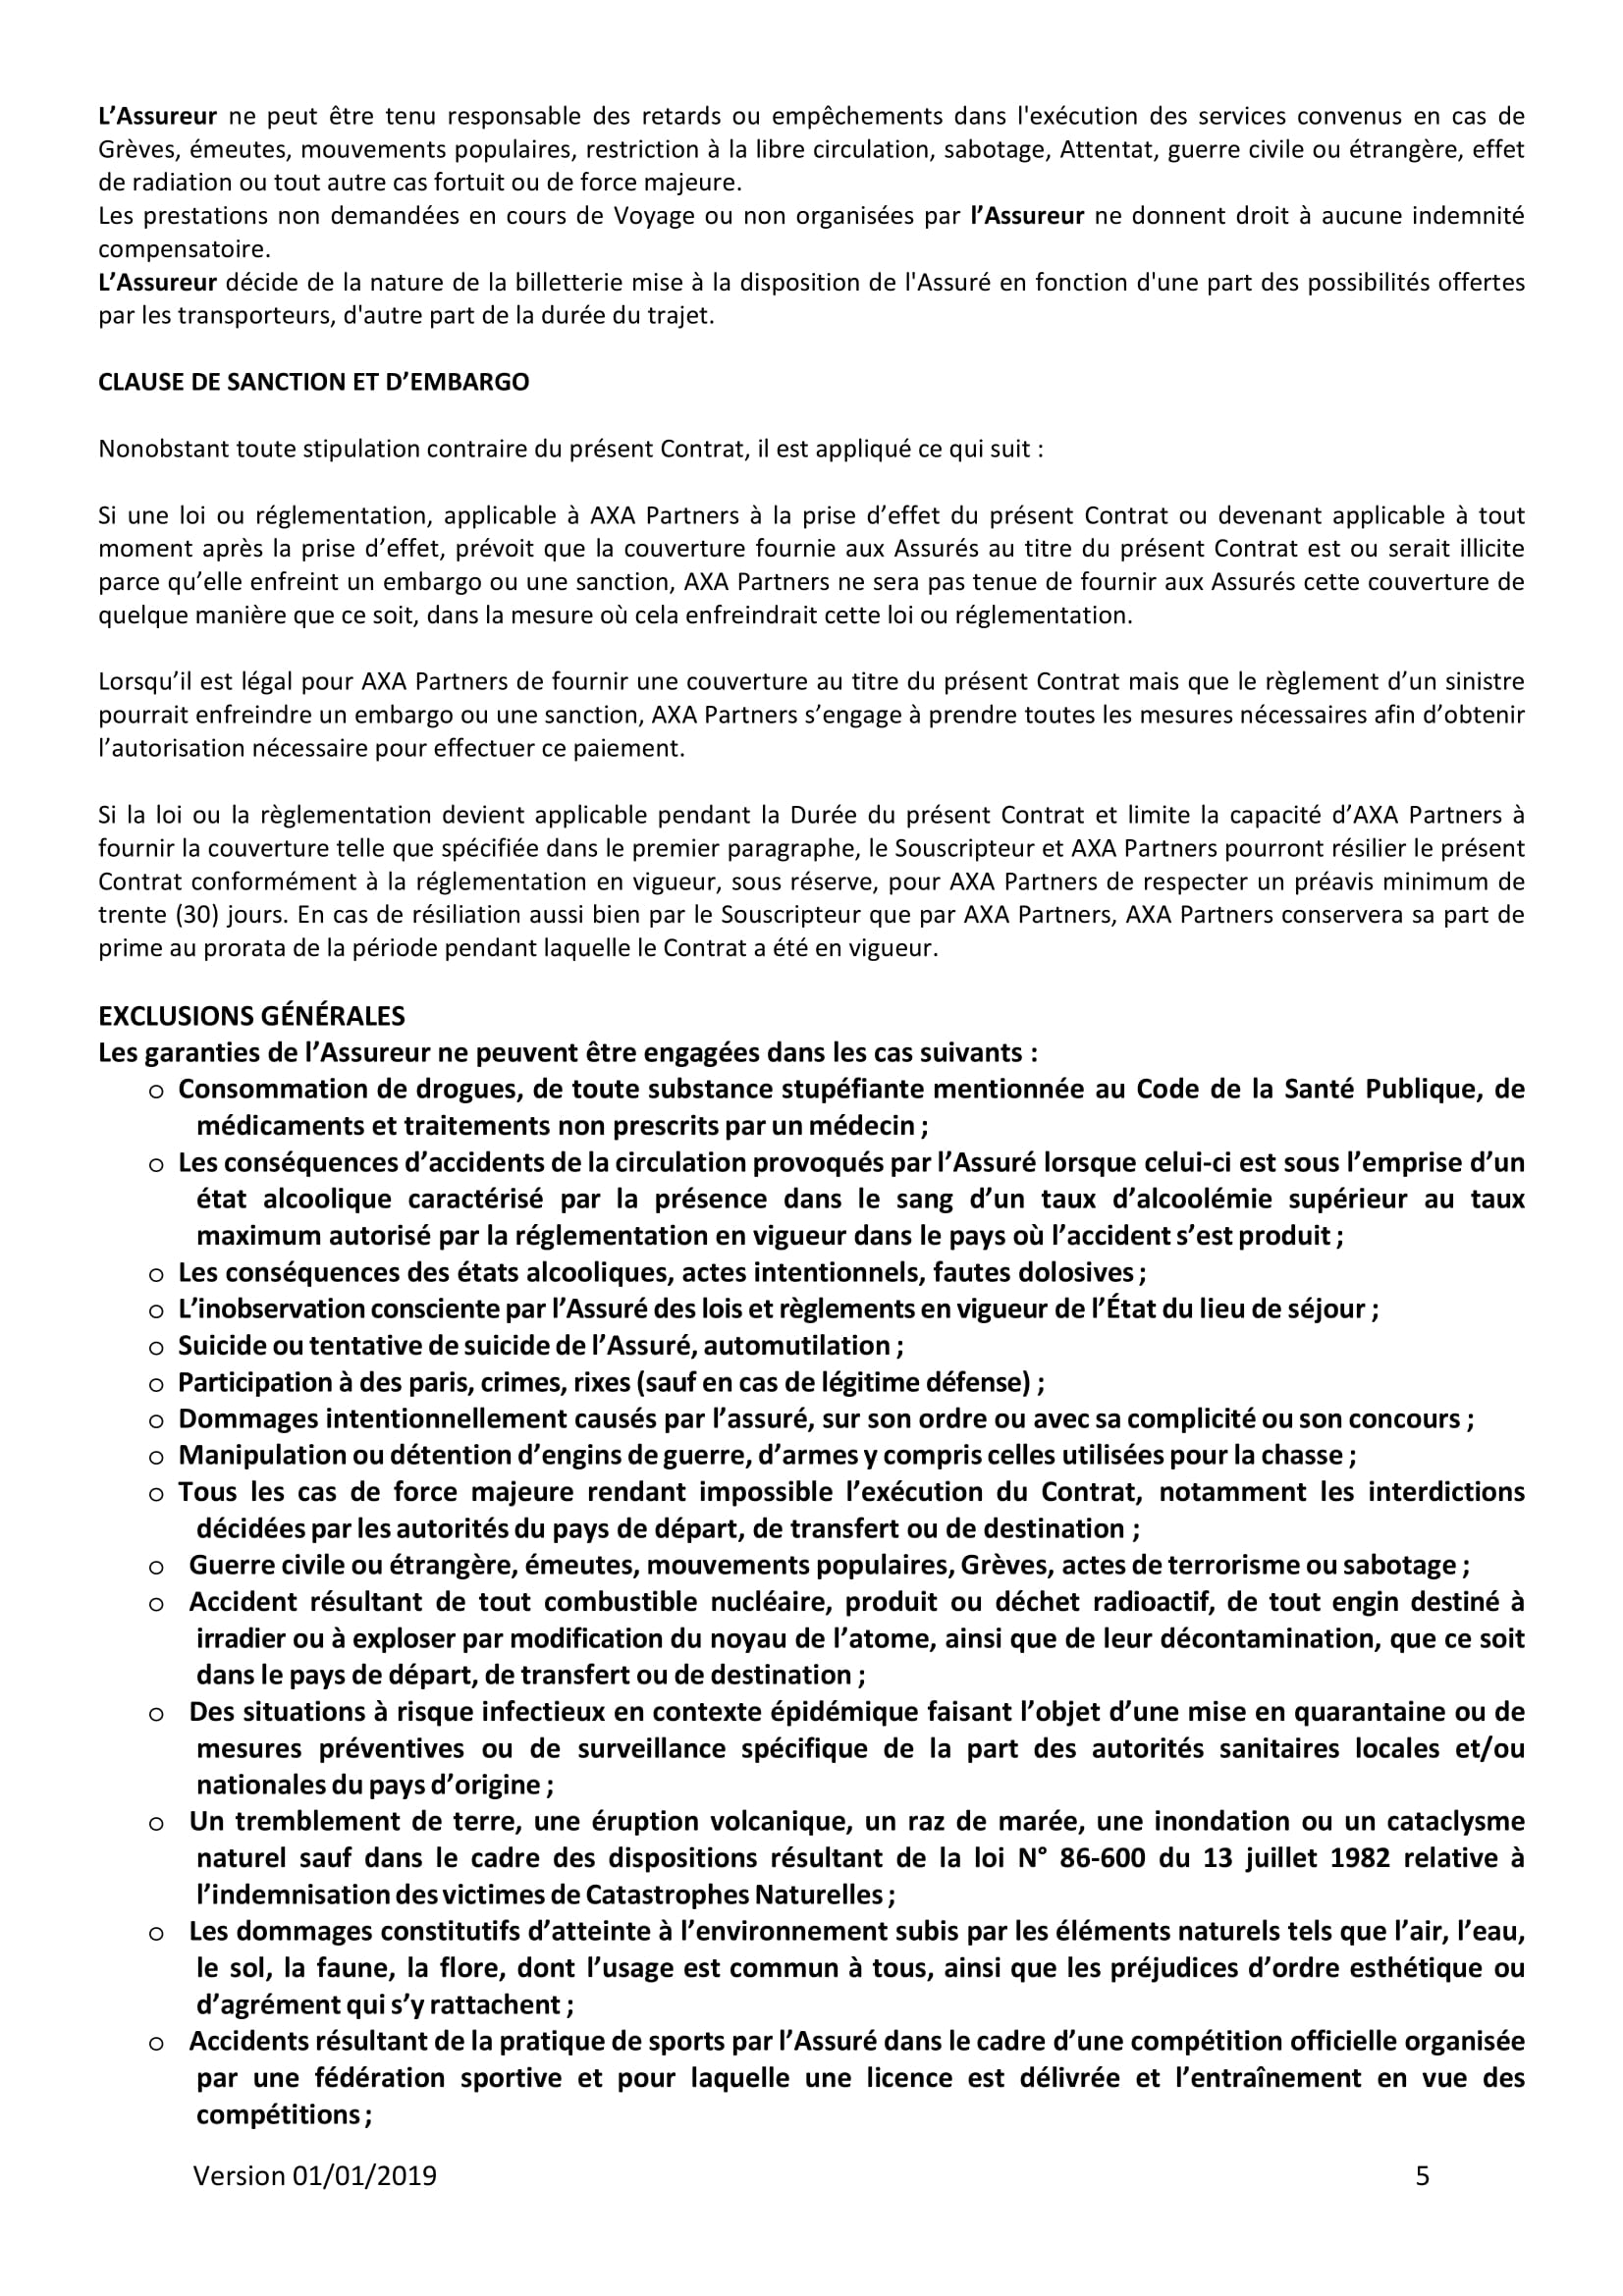 L’Assureur ne peut être tenu responsable des retards ou empêchements dans l'exécution des services convenus en cas de
Grèves, émeutes, mouvements populaires, restriction à la libre circulation, sabotage, Attentat, guerre civile ou étrangère, effet
de radiation ou tout autre cas fortuit ou de force majeure.
Les prestations non demandées en cours de Voyage ou non organisées par l’Assureur ne donnent droit à aucune indemnité
compensatoire.
L’Assureur décide de la nature de la billetterie mise à la disposition de l'Assuré en fonction d'une part des possibilités offertes
par les transporteurs, d'autre part de la durée du trajet.
CLAUSE DE SANCTION ET D’EMBARGO
Nonobstant toute stipulation contraire du présent Contrat, il est appliqué ce qui suit :
Si une loi ou réglementation, applicable à AXA Partners à la prise d’effet du présent Contrat ou devenant applicable à tout
moment après la prise d’effet, prévoit que la couverture fournie aux Assurés au titre du présent Contrat est ou serait illicite
parce qu’elle enfreint un embargo ou une sanction, AXA Partners ne sera pas tenue de fournir aux Assurés cette couverture de
quelque manière que ce soit, dans la mesure où cela enfreindrait cette loi ou réglementation.
Lorsqu’il est légal pour AXA Partners de fournir une couverture au titre du présent Contrat mais que le règlement d’un sinistre
pourrait enfreindre un embargo ou une sanction, AXA Partners s’engage à prendre toutes les mesures nécessaires afin d’obtenir
l’autorisation nécessaire pour effectuer ce paiement.
Si la loi ou la règlementation devient applicable pendant la Durée du présent Contrat et limite la capacité d’AXA Partners à
fournir la couverture telle que spécifiée dans le premier paragraphe, le Souscripteur et AXA Partners pourront résilier le présent
Contrat conformément à la réglementation en vigueur, sous réserve, pour AXA Partners de respecter un préavis minimum de
trente (30) jours. En cas de résiliation aussi bien par le Souscripteur que par AXA Partners, AXA Partners conservera sa part de
prime au prorata de la période pendant laquelle le Contrat a été en vigueur.
EXCLUSIONS GÉNÉRALES
Les garanties de l’Assureur ne peuvent être engagées dans les cas suivants :
o Consommation de drogues, de toute substance stupéfiante mentionnée au Code de la Santé Publique, de
médicaments et traitements non prescrits par un médecin ;
o Les conséquences d’accidents de la circulation provoqués par l’Assuré lorsque celui-ci est sous l’emprise d’un
état alcoolique caractérisé par la présence dans le sang d’un taux d’alcoolémie supérieur au taux
maximum autorisé par la réglementation en vigueur dans le pays où l’accident s’est produit ;
o Les conséquences des états alcooliques, actes intentionnels, fautes dolosives ;
o L’inobservation consciente par l’Assuré des lois et règlements en vigueur de l’État du lieu de séjour ;
o Suicide ou tentative de suicide de l’Assuré, automutilation ;
o Participation à des paris, crimes, rixes (sauf en cas de légitime défense) ;
o Dommages intentionnellement causés par l’assuré, sur son ordre ou avec sa complicité ou son concours ;
o Manipulation ou détention d’engins de guerre, d’armes y compris celles utilisées pour la chasse ;
o Tous les cas de force majeure rendant impossible l’exécution du Contrat, notamment les interdictions
décidées par les autorités du pays de départ, de transfert ou de destination ;
o Guerre civile ou étrangère, émeutes, mouvements populaires, Grèves, actes de terrorisme ou sabotage ;
o Accident résultant de tout combustible nucléaire, produit ou déchet radioactif, de tout engin destiné à
irradier ou à exploser par modification du noyau de l’atome, ainsi que de leur décontamination, que ce soit
dans le pays de départ, de transfert ou de destination ;
o Des situations à risque infectieux en contexte épidémique faisant l’objet d’une mise en quarantaine ou de
mesures préventives ou de surveillance spécifique de la part des autorités sanitaires locales et/ou
nationales du pays d’origine ;
o Un tremblement de terre, une éruption volcanique, un raz de marée, une inondation ou un cataclysme
naturel sauf dans le cadre des dispositions résultant de la loi N° 86-600 du 13 juillet 1982 relative à
l’indemnisation des victimes de Catastrophes Naturelles ;
o Les dommages constitutifs d’atteinte à l’environnement subis par les éléments naturels tels que l’air, l’eau,
le sol, la faune, la flore, dont l’usage est commun à tous, ainsi que les préjudices d’ordre esthétique ou
d’agrément qui s’y rattachent ;
o Accidents résultant de la pratique de sports par l’Assuré dans le cadre d’une compétition officielle organisée
par une fédération sportive et pour laquelle une licence est délivrée et l’entraînement en vue des
compétitions ;
Version 01/01/2019 5